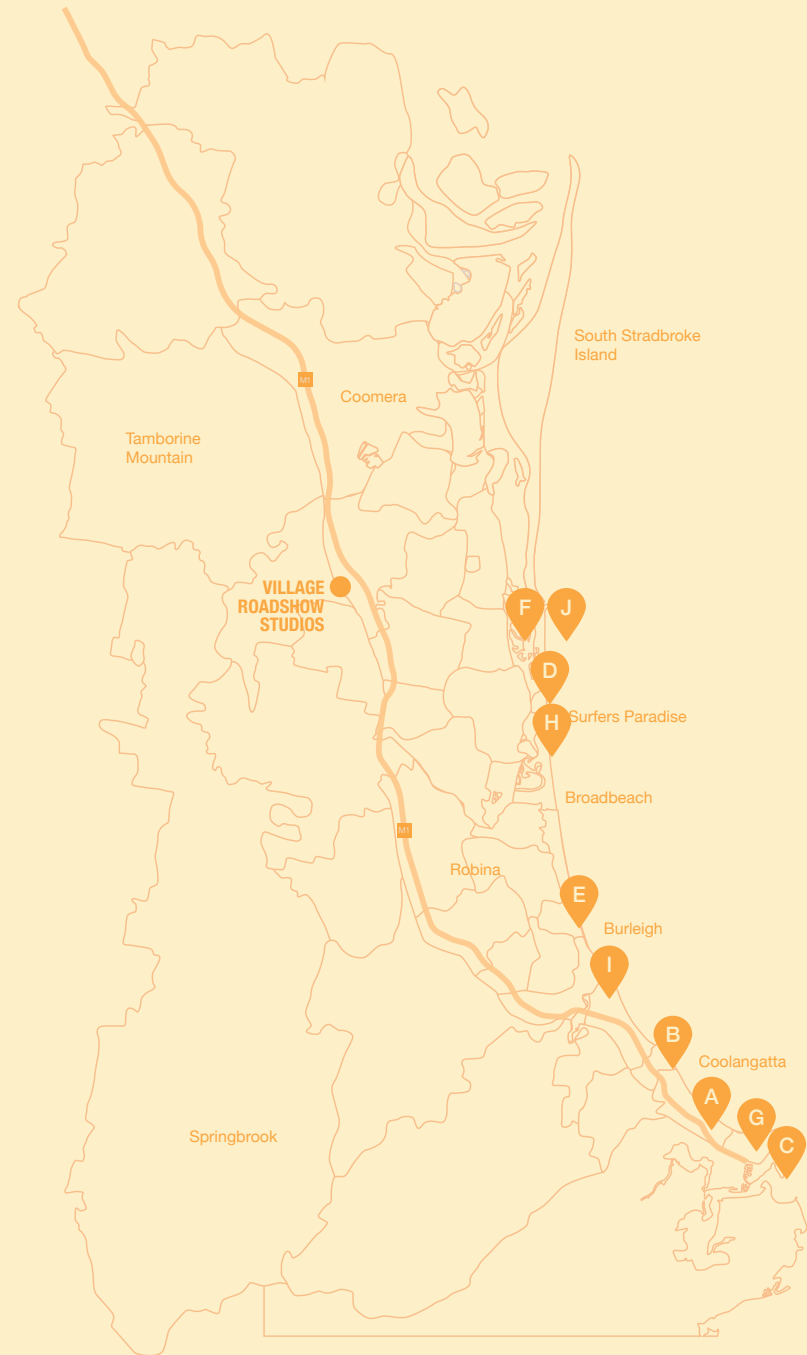 South Stradbroke
Island
M1
Coomera
Tamborine
Mountain
VILLAGE
ROADSHOW
STUDIOS
F
J
D
H
Surfers Paradise
Broadbeach
M1
Robina
E
Burleigh
I
B
Coolangatta
A
G
C
Springbrook